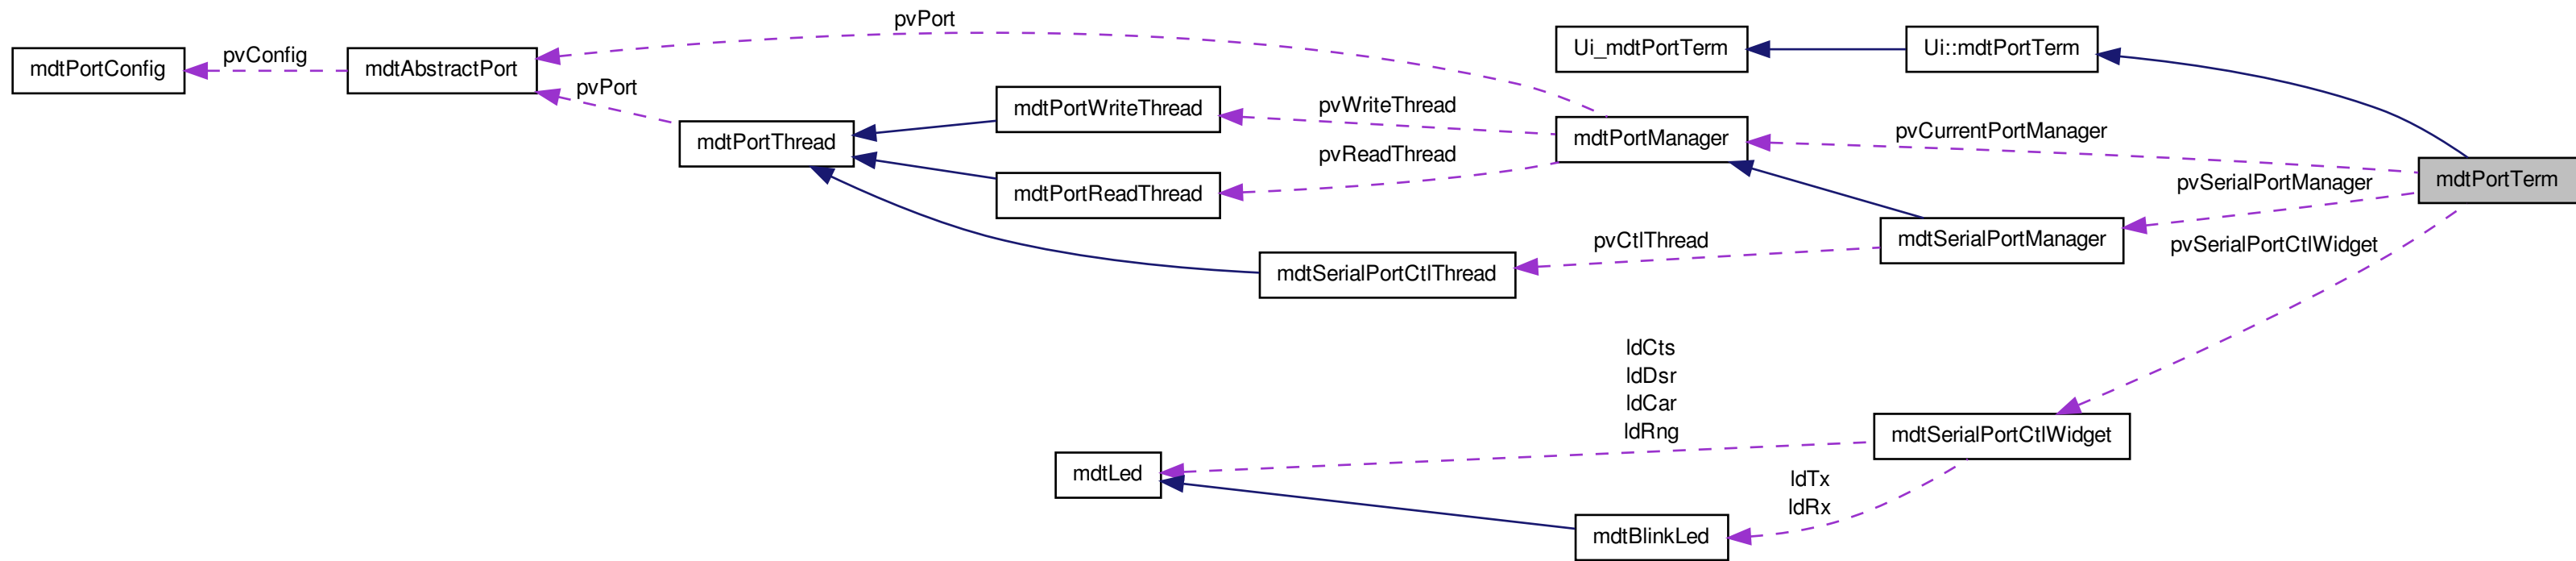 pvPort
mdtPortConfig
pvConfig
mdtAbstractPort
pvPort
mdtPortThread
mdtPortWriteThread
mdtPortReadThread
pvWriteThread
pvReadThread
Ui_mdtPortTerm
Ui::mdtPortTerm
mdtPortManager
pvCurrentPortManager
mdtPortTerm
pvSerialPortManager
mdtSerialPortManager
pvSerialPortCtlWidget
pvCtlThread
mdtSerialPortCtlThread
ldCts
ldDsr
ldCar
ldRng
mdtSerialPortCtlWidget
mdtLed
ldTx
ldRx
mdtBlinkLed